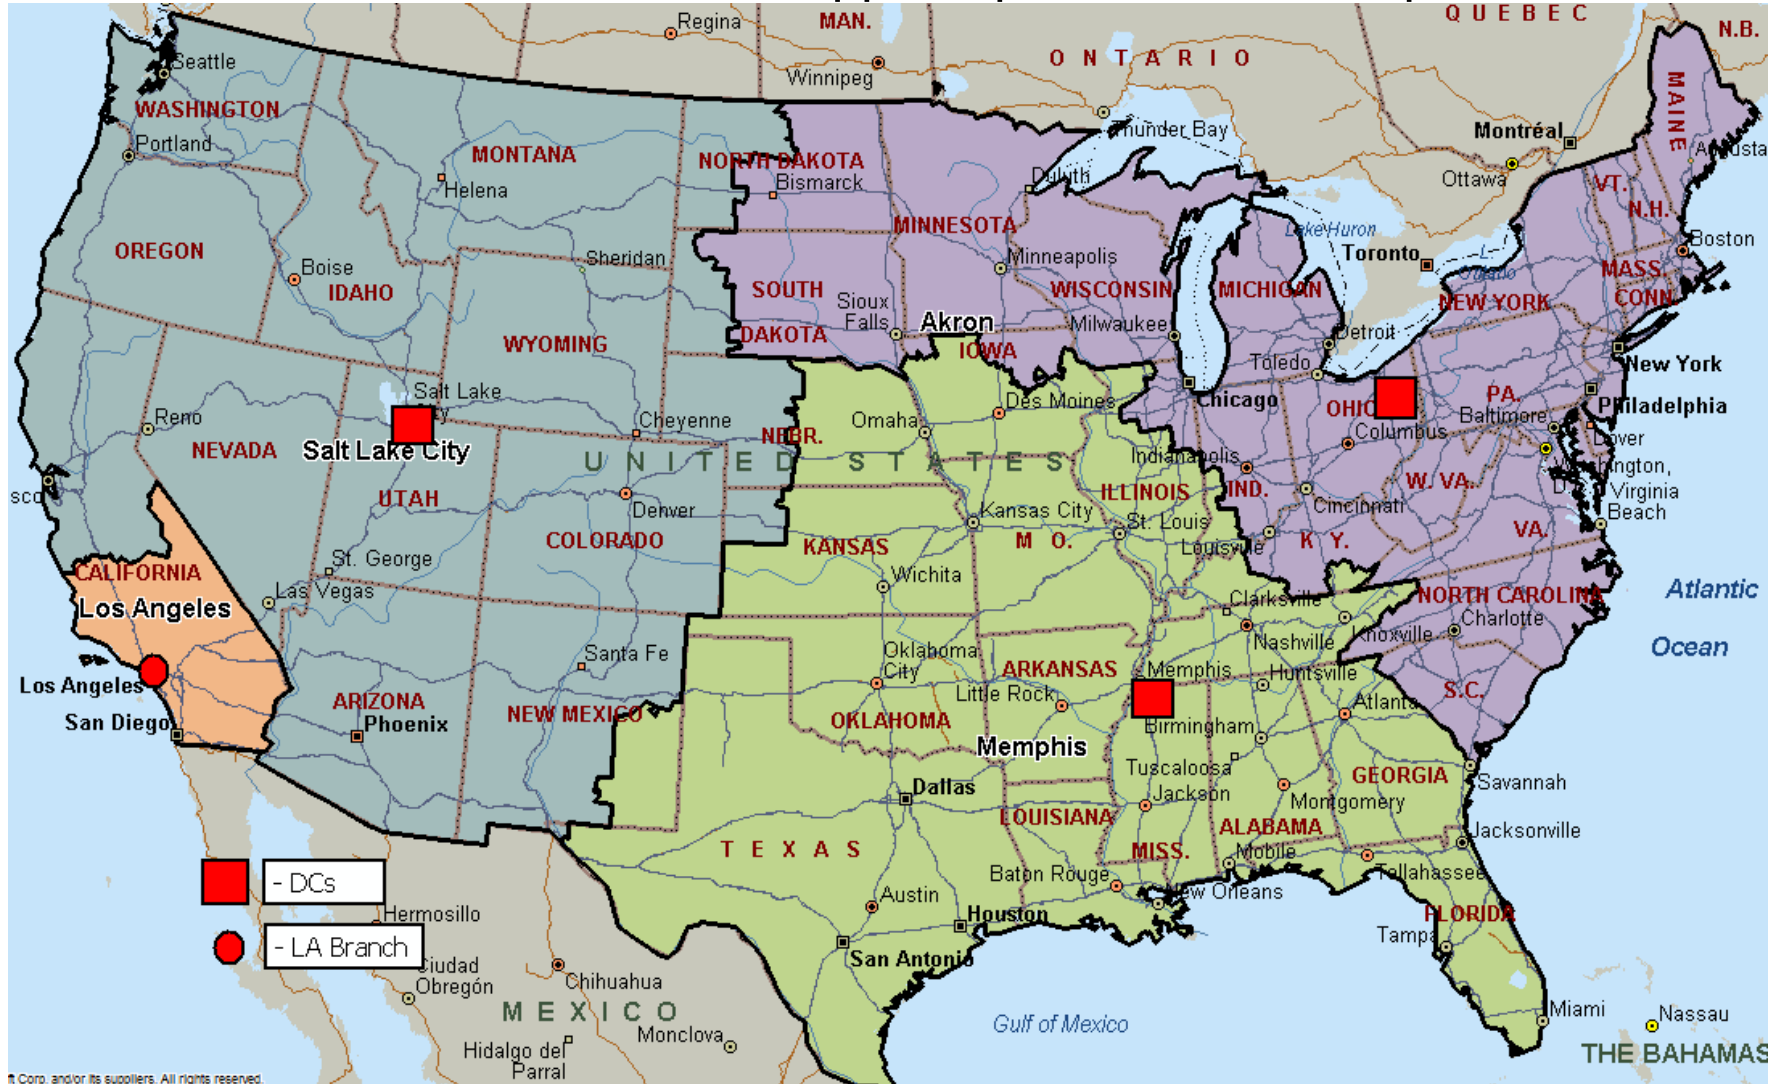 QUEBEC
Regina
MAN.
N.B.
ONTARIO
Winnipeg
Seattle
WASHINGTON
Thunder Bay
Montréal
MAINE
Portland
MONTANA
NORTH DAKOTA
Augusta
Helena
Bismarck
Duluth
Ottawa
VT.
N.H.
MINNESOTA
Lake Huron
Boston
OREGON
Boise
Sheridan
Minneapolis
Toronto
MASS.
IDAHO
SOUTH
DAKOTA
WISCONSIN
MICHIGAN
NEW YORK
CONN.
Sioux
Falls
Akron
Milwaukee
Detroit
WYOMING
IOWA
Toledo
New York
Salt Lake
Reno
Cheyenne
Omaha
Des Moines
Chicago
OHIO
PA.
Philadelphia
Baltimore
Columbus
Dover
NEVADA
Salt Lake City
NEBR.
UNITED STATES
Indianapolis
Washington,
D.
sco
UTAH
Denver
ILLINOIS
IND.
W. VA.
Virginia
Beach
Kansas City
St. Louis
Cincinnati
COLORADO
KANSAS
MO.
Louisville
KY.
VA.
St. George
CALIFORNIA
Wichita
Los Angeles
Las Vegas
Clarksville
NORTH CAROLINA
Atlantic
Ocean
Charlotte
Nashville
Knoxville
Santa Fe
Oklahoma
City
ARKANSAS
Memphis
Huntsville
Los Angeles
Little Rock
S.C.
ARIZONA
NEW MEXICO
OKLAHOMA
Atlanta
San Diego
Phoenix
Birmingham
Memphis
Tuscaloosa
GEORGIA
Savannah
Dallas
Jackson
Montgomery
LOUISIANA
ALABAMA
Jacksonville
TEXAS
MISS.
Mobile
Baton Rouge
Tallahassee
- DCs
Austin
New Orleans
Hermosillo
Houston
FLORIDA
- LA Branch
Tampa
San Antonio
Ciudad
Obregón
Chihuahua
MEXICO
Gulf of Mexico
Miami
Nassau
Monclova
Hidalgo del
Parral
THE BAHAMAS
ft Corp. and/or its suppliers. All rights reserved.